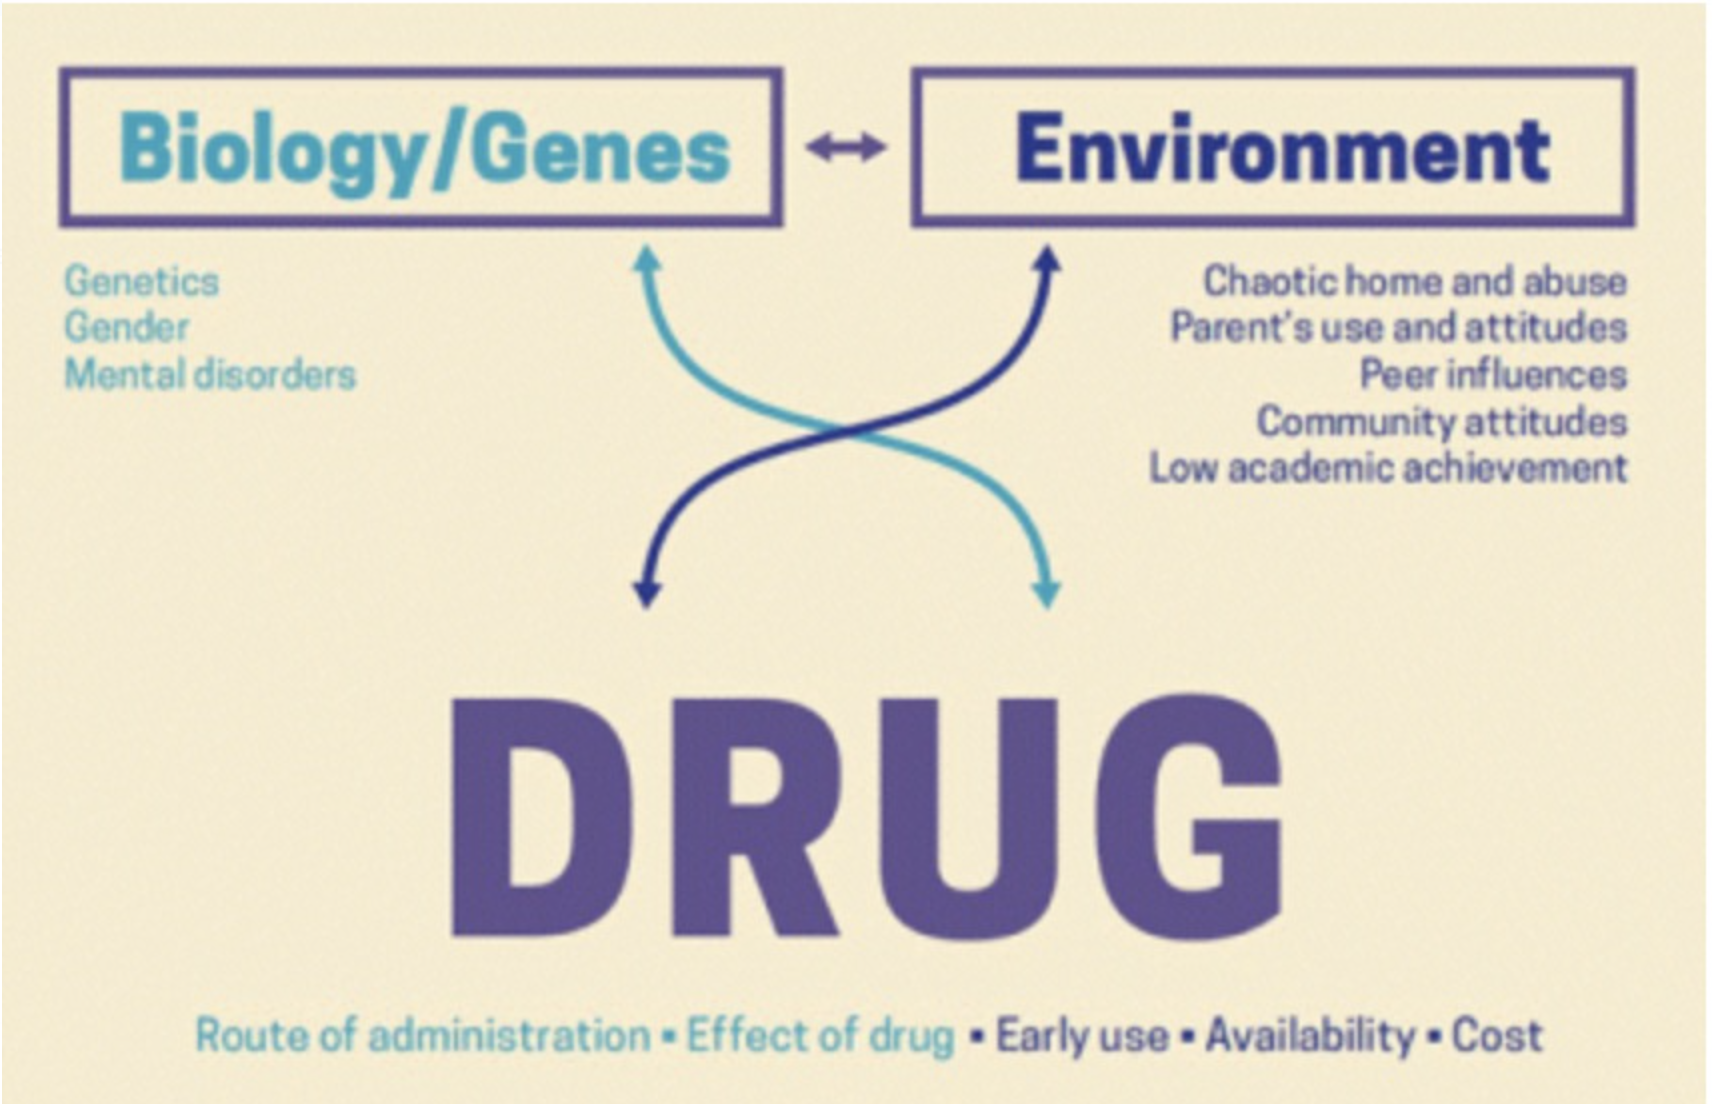 Biology/Genes
Environment
Genetics
Gender
Mental disorders
Chaotic home and abuse
Parent's use and attitudes
Peer influences
Community attitudes
Low academic achievement
DRUG
Route of administration ▪ Effect of drug ▪ Early use ▪ Availability ▪ Cost